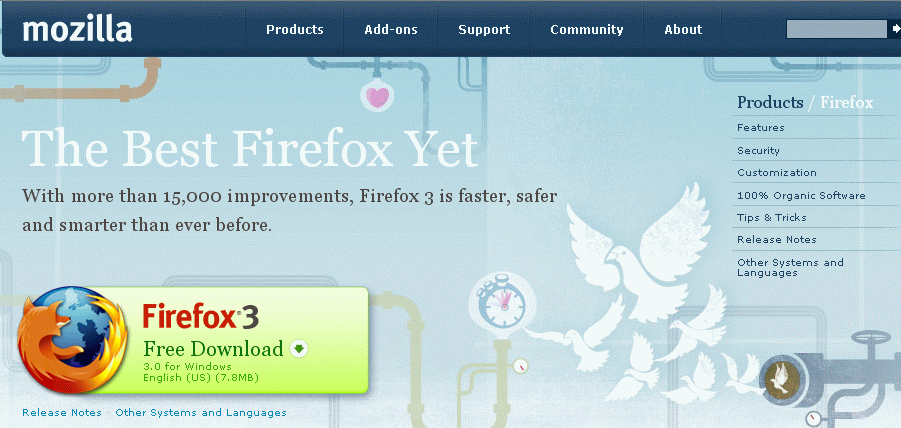 mozilla
Products Add-ons Support Community About
Products / Firefox
Features
Security
Customization
100% Organic Software
Tips & Tricks
Release Notes
Other Systems and
Languages
The Best Firefox Yet
With more than 15,000 improvements, Firefox 3 is faster, safer
and smarter than ever before.
Firefox®3
Free Download
3.0 for Windows
English (US) (7.8MB)
Release Notes · Other Systems and Languages